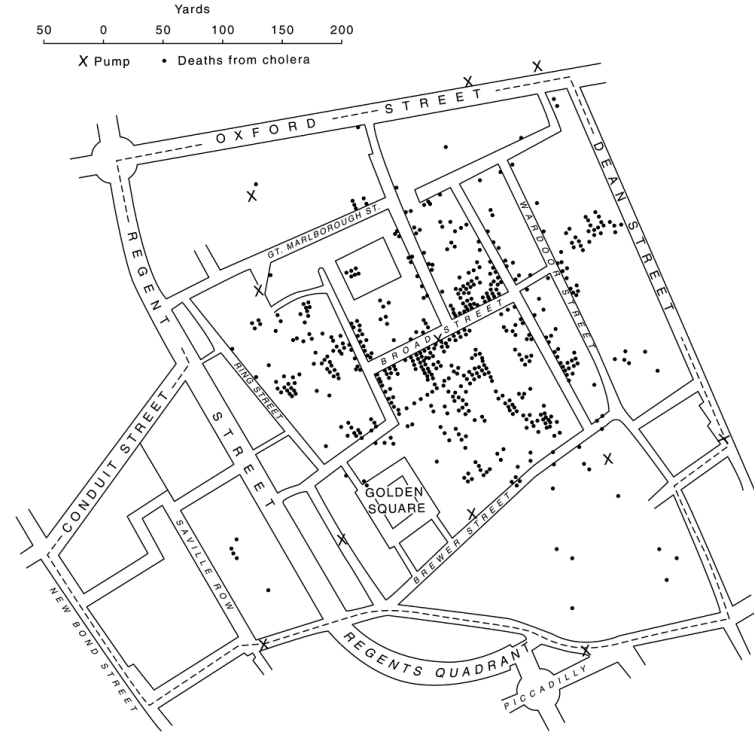 Yards
50 0 50 100 150 200
X Pump • Deaths from cholera
OXFORD STREET
DEAN STREET
REGENT STREET
GT. MARLBOROUGH ST.
WARDOOR STREET
BROAD STREET
RING STREET
CONDUIT STREET
GOLDEN
SQUARE
SAVILLE ROW
BREWER STREET
NEW BOND STREET
REGENTS QUADRANT
PICCADILLY